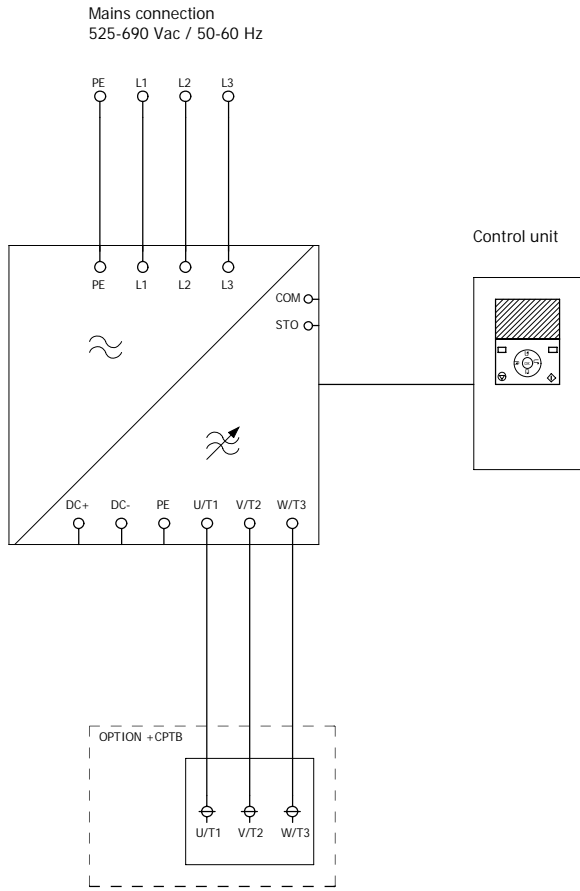 Mains connection
525-690 Vac / 50-60 Hz
PE L1 L2 L3
Control unit
PE L1 L2 L3
COM
STO
DC+ DC- PE U/T1 V/T2 W/T3
OPTION +CPTB
U/T1 V/T2 W/T3